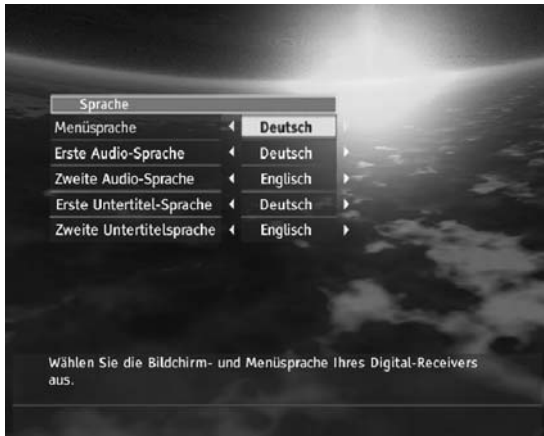 Sprache
Menüsprache Deutsch
Erste Audio-Sprache Deutsch
Zweite Audio-Sprache Englisch
Erste Untertitel-Sprache Deutsch
Zweite Untertitelsprache Englisch
Wählen Sie die Bildchirm- und Menüsprache Ihres Digital-Receivers
aus.